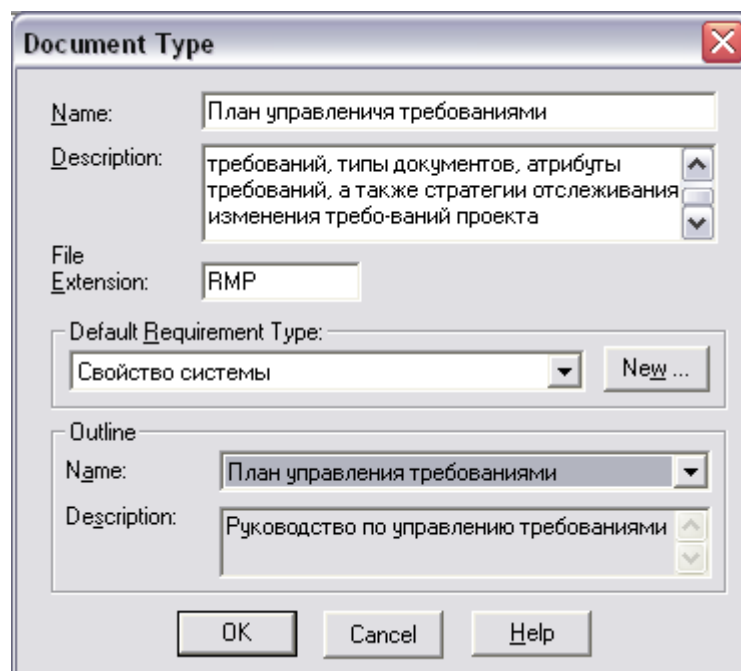 Document Type
Name:
План управленичя требованиями
Description:
требований, типы документов, атрибуты
требований, а также стратегии отслеживания
изменения требо-ваний проекта
File
Extension:
RMP
Default Requirement Type:
Свойство системы
New ...
Outline
Name:
План управления требованиями
Description:
Руководство по управлению требованиями
OK
Cancel
Help